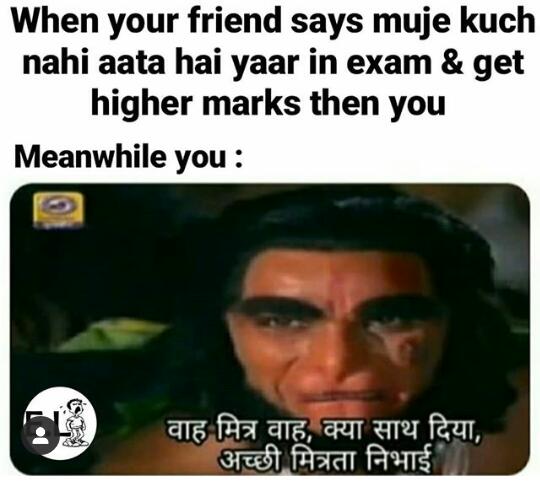 When your friend says muje kuch
nahi aata hai yaar in exam & get
higher marks then you
Meanwhile you :
वाह मित्र वाह, क्या साथ दिया,
अच्छी मित्रता निभाई